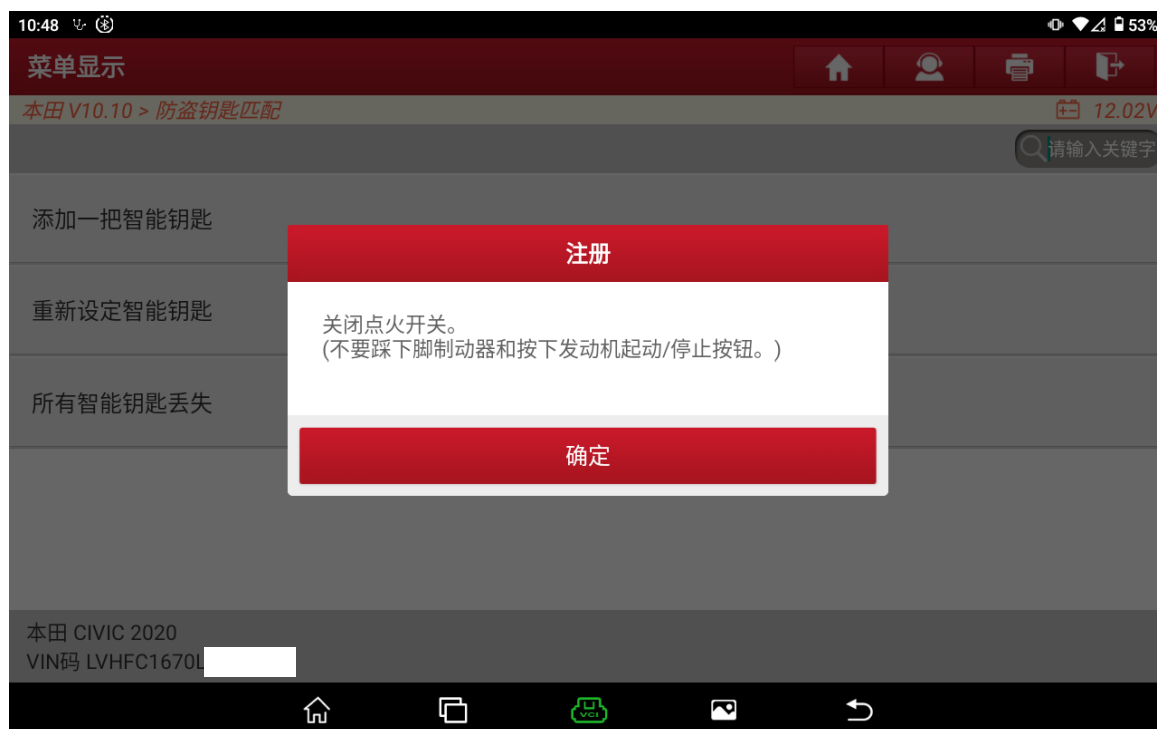 10:48
53%
菜单显示
本田 V10.10 > 防盗钥匙匹配
12.02V
请输入关键字
添加一把智能钥匙
重新设定智能钥匙
所有智能钥匙丢失
注册
关闭点火开关。
(不要踩下脚制动器和按下发动机起动/停止按钮。)
确定
本田 CIVIC 2020
VIN码 LVHFC1670L
VCI